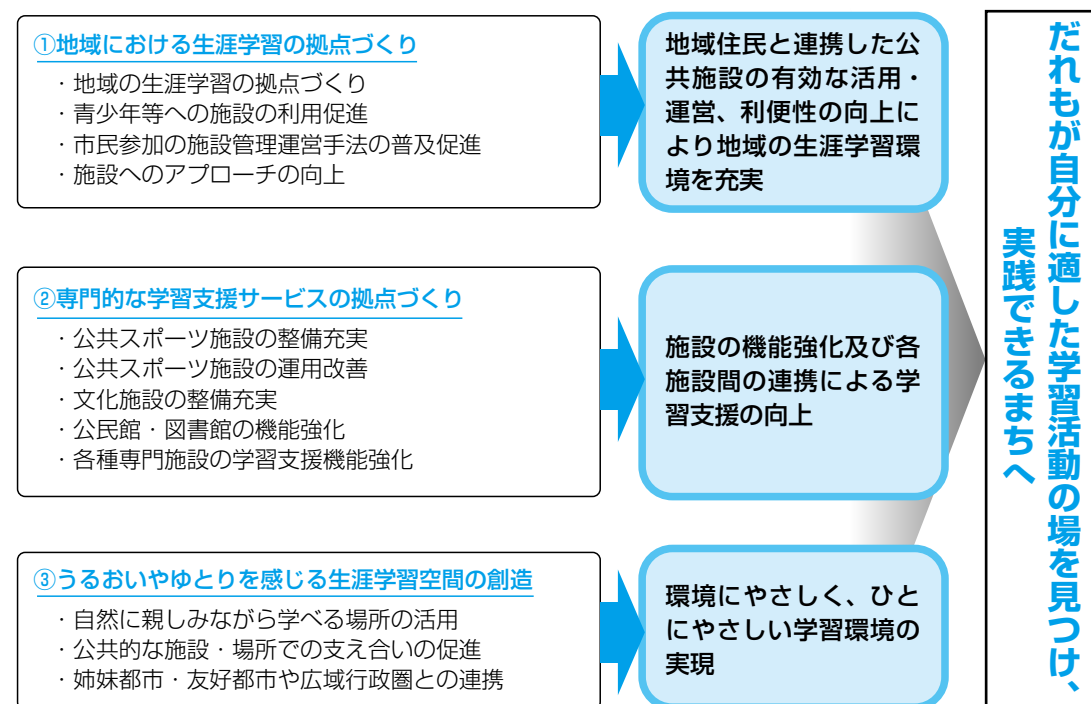 ①地域における生涯学習の拠点づくり
・地域の生涯学習の拠点づくり
・青少年等への施設の利用促進
・市民参加の施設管理運営手法の普及促進
・施設へのアプローチの向上
地域住民と連携した公
共施設の有効な活用・
運営、利便性の向上に
より地域の生涯学習環
境を充実
②専門的な学習支援サービスの拠点づくり
・公共スポーツ施設の整備充実
・公共スポーツ施設の運用改善
・文化施設の整備充実
・公民館・図書館の機能強化
・各種専門施設の学習支援機能強化
施設の機能強化及び各
施設間の連携による学
習支援の向上
③うるおいやゆとりを感じる生涯学習空間の創造
・自然に親しみながら学べる場所の活用
・公共的な施設・場所での支え合いの促進
・姉妹都市・友好都市や広域行政圏との連携
環境にやさしく、ひと
にやさしい学習環境の
実現
だれもが自分に適した学習活動の場を見つけ、
実践できるまちへ